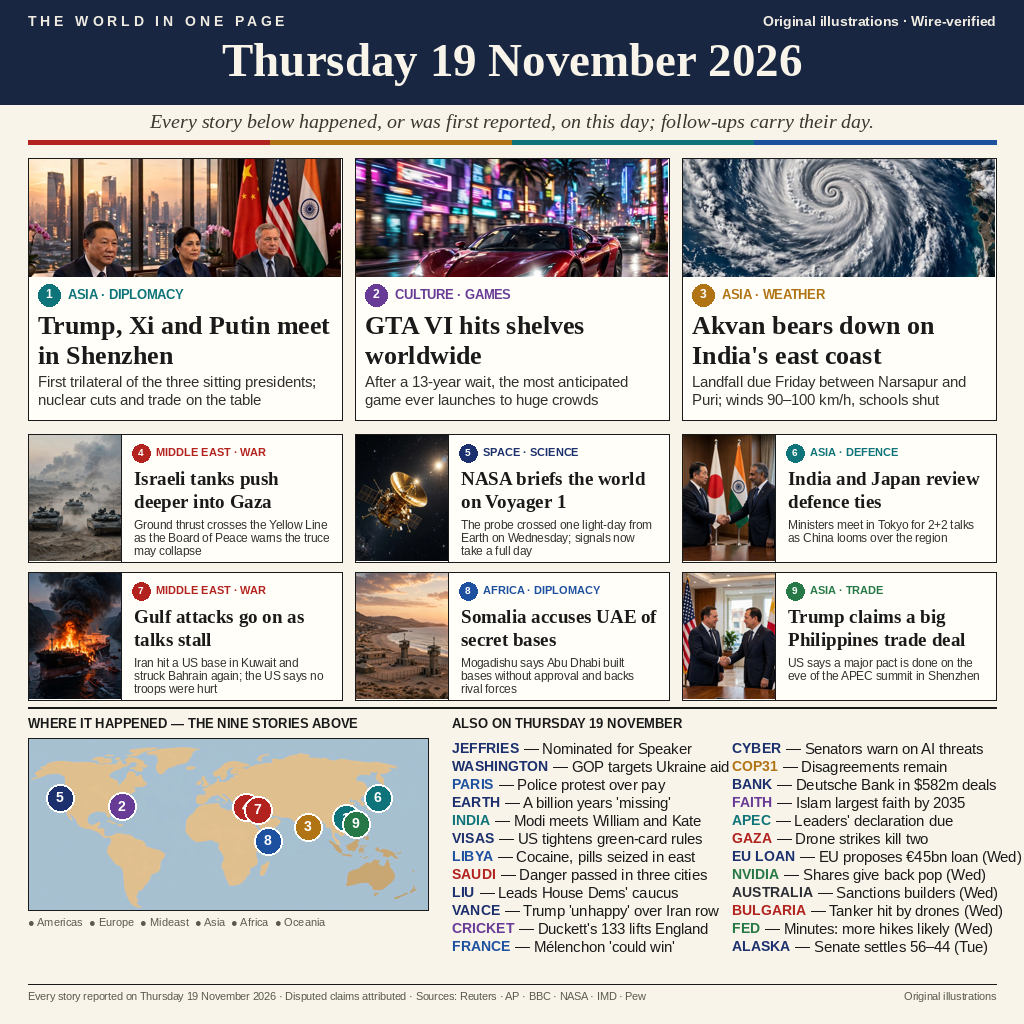 THE WORLD IN ONE PAGE
Original illustrations · Wire-verified
Thursday 19 November 2026
Every story below happened, or was first reported, on this day; follow-ups carry their day.
1 ASIA · DIPLOMACY
Trump, Xi and Putin meet
in Shenzhen
First trilateral of the three sitting presidents;
nuclear cuts and trade on the table
2 CULTURE · GAMES
GTA VI hits shelves
worldwide
After a 13-year wait, the most anticipated
game ever launches to huge crowds
3 ASIA · WEATHER
Akvan bears down on
India's east coast
Landfall due Friday between Narsapur and
Puri; winds 90–100 km/h, schools shut
4 MIDDLE EAST · WAR
Israeli tanks push
deeper into Gaza
Ground thrust crosses the Yellow Line
as the Board of Peace warns the truce
may collapse
5 SPACE · SCIENCE
NASA briefs the world
on Voyager 1
The probe crossed one light-day from
Earth on Wednesday; signals now
take a full day
6 ASIA · DEFENCE
India and Japan review
defence ties
Ministers meet in Tokyo for 2+2 talks
as China looms over the region
7 MIDDLE EAST · WAR
Gulf attacks go on as
talks stall
Iran hit a US base in Kuwait and
struck Bahrain again; the US says no
troops were hurt
8 AFRICA · DIPLOMACY
Somalia accuses UAE of
secret bases
Mogadishu says Abu Dhabi built
bases without approval and backs
rival forces
9 ASIA · TRADE
Trump claims a big
Philippines trade deal
US says a major pact is done on the
eve of the APEC summit in Shenzhen
WHERE IT HAPPENED — THE NINE STORIES ABOVE
5
2
7
8
3
9
6
● Americas ● Europe ● Mideast ● Asia ● Africa ● Oceania
ALSO ON THURSDAY 19 NOVEMBER
JEFFRIES — Nominated for Speaker
WASHINGTON — GOP targets Ukraine aid
PARIS — Police protest over pay
EARTH — A billion years 'missing'
INDIA — Modi meets William and Kate
VISAS — US tightens green-card rules
LIBYA — Cocaine, pills seized in east
SAUDI — Danger passed in three cities
LIU — Leads House Dems' caucus
VANCE — Trump 'unhappy' over Iran row
CRICKET — Duckett's 133 lifts England
FRANCE — Mélenchon 'could win'
CYBER — Senators warn on AI threats
COP31 — Disagreements remain
BANK — Deutsche Bank in $582m deals
FAITH — Islam largest faith by 2035
APEC — Leaders' declaration due
GAZA — Drone strikes kill two
EU LOAN — EU proposes €45bn loan (Wed)
NVIDIA — Shares give back pop (Wed)
AUSTRALIA — Sanctions builders (Wed)
BULGARIA — Tanker hit by drones (Wed)
FED — Minutes: more hikes likely (Wed)
ALASKA — Senate settles 56–44 (Tue)
Every story reported on Thursday 19 November 2026 · Disputed claims attributed · Sources: Reuters · AP · BBC · NASA · IMD · Pew
Original illustrations